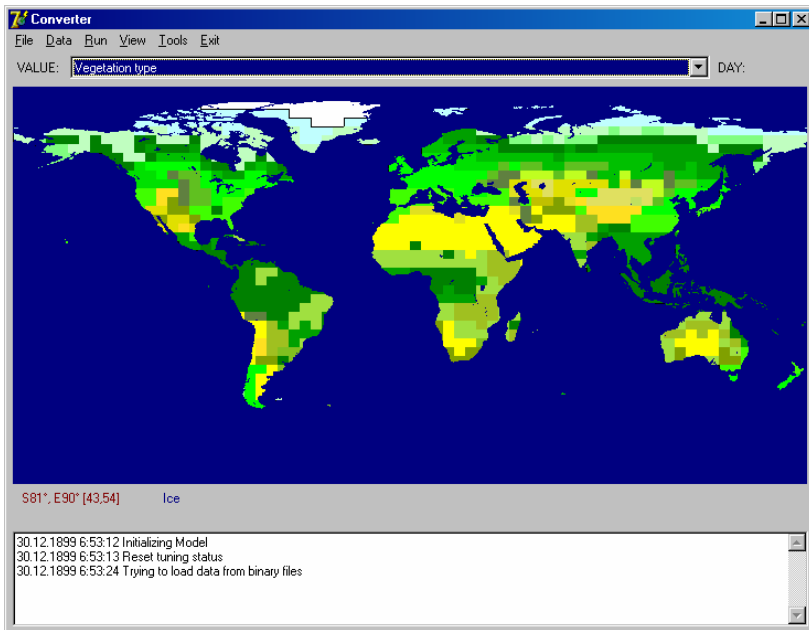 Converter
File Data Run View Tools Exit
VALUE: Vegetation type DAY:
S81°, E90° [43,54] Ice
30.12.1899 6:53:12 Initializing Model
30.12.1899 6:53:13 Reset tuning status
30.12.1899 6:53:24 Trying to load data from binary files